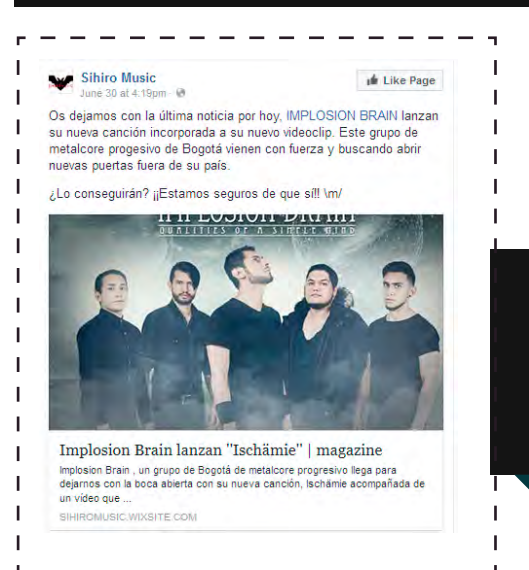 Sihiro Music
June 30 at 4:19pm
Like Page
Os dejamos con la última noticia por hoy, IMPLOSION BRAIN lanzan
su nueva canción incorporada a su nuevo videoclip. Este grupo de
metalcore progesivo de Bogotá vienen con fuerza y buscando abrir
nuevas puertas fuera de su país.
¿Lo conseguirán? ¡¡Estamos seguros de que sí!! \m/
IMPLOSION BRAIN
QUALITIES OF A SIMPLE MIND
Implosion Brain lanzan "Ischämie" | magazine
Implosion Brain , un grupo de Bogotá de metalcore progresivo llega para
dejarnos con la boca abierta con su nueva canción, Ischämie acompañada de
un vídeo que ...
SIHIROMUSIC.WIXSITE.COM